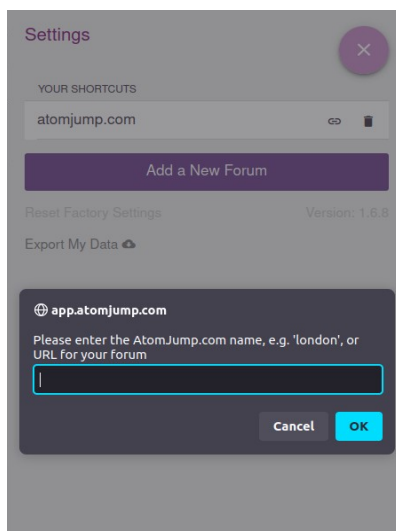 Settings
YOUR SHORTCUTS
atomjump.com
Add a New Forum
Reset Factory Settings Version: 1.6.8
Export My Data
app.atomjump.com
Please enter the AtomJump.com name, e.g. 'london', or
URL for your forum
Cancel OK